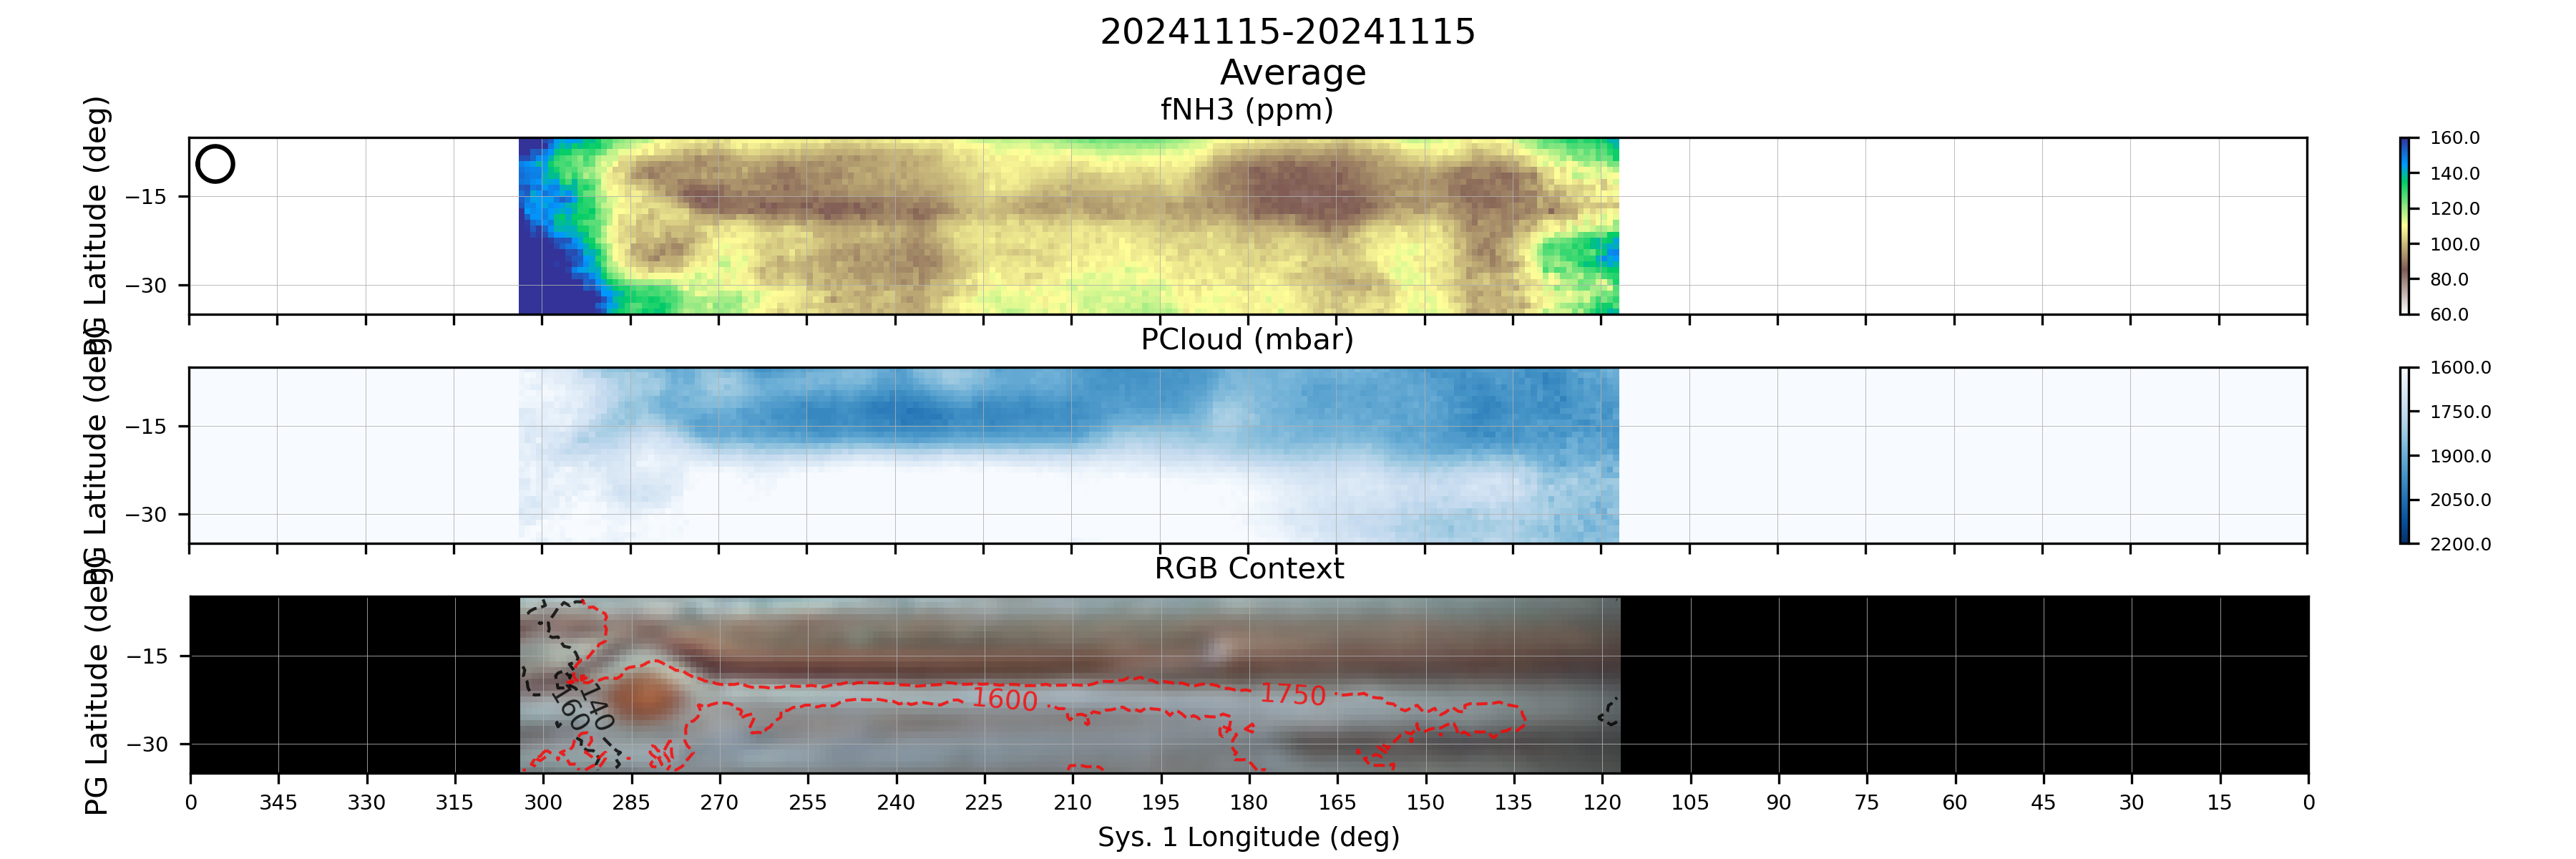 20241115-20241115
Average
fNH3 (ppm)
PG Latitude (deg)
−15
−30
160.0
140.0
120.0
100.0
80.0
60.0
PCloud (mbar)
PG Latitude (deg)
−15
−30
1600.0
1750.0
1900.0
2050.0
2200.0
RGB Context
PG Latitude (deg)
−15
−30
160
140
1600
1750
0 345 330 315 300 285 270 255 240 225 210 195 180 165 150 135 120 105 90 75 60 45 30 15 0
Sys. 1 Longitude (deg)